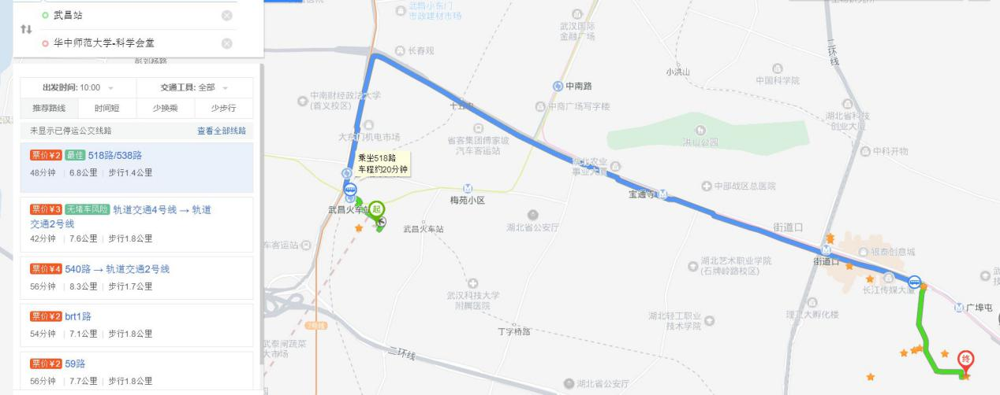 武昌站
华中师范大学-科学会堂
彭刘杨路
出发时间: 10:00
交通工具: 全部
推荐路线
时间短
少换乘
少步行
未显示已停运公交线路
查看全部线路
票价¥2 最佳 518路/538路
48分钟 | 6.8公里 | 步行1.4公里
票价¥3 无堵车风险 轨道交通4号线 → 轨道
交通2号线
42分钟 | 7.6公里 | 步行1.8公里
票价¥4 540路 → 轨道交通2号线
56分钟 | 8.3公里 | 步行1.7公里
票价¥2 brt1路
54分钟 | 7.1公里 | 步行1.8公里
票价¥2 59路
56分钟 | 7.7公里 | 步行1.8公里
武昌小东门
市政建材市场
武汉国际
金融广场
长春观
二环线
小洪山
中国科学院
中南财经政法大学
(首义校区)
中南路
中商广场写字楼
湖北省科技
创业大厦
大东门机电市场
省客集团傅家坡
汽车客运站
洪山公园
中科开物
乘坐518路
车程约20分钟
湖北农业
事业大厦
中部战区总医院
宝通寺
梅苑小区
武昌火车站
起
武昌火车站
湖北省公安厅
街道口
车客运站
街道口
银泰创意城
湖北艺术职业学院
(石牌岭路校区)
长江传媒大厦
武汉科技大学
附属医院
广埠屯
理工大孵化楼
湖北轻工职业
技术学院
丁字桥路
武泰闸蔬菜
大市场
二环线
终
湖北省公安厅